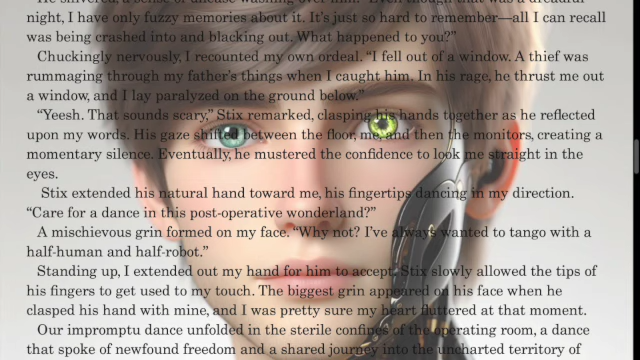 He shivered, a sense of unease washing over him. “Even though that was a dreadful
night, I have only fuzzy memories about it. It’s just so hard to remember—all I can recall
was being crashed into and blacking out. What happened to you?”
Chuckingly nervously, I recounted my own ordeal. “I fell out of a window. A thief was
rummaging through my father’s things when I caught him. In his rage, he thrust me out
a window, and I lay paralyzed on the ground below.”
“Yeesh. That sounds scary,” Stix remarked, clasping his hands together as he reflected
upon my words. His gaze shifted between the floor, me, and then the monitors, creating a
momentary silence. Eventually, he mustered the confidence to look me straight in the
eyes.
Stix extended his natural hand toward me, his fingertips dancing in my direction.
“Care for a dance in this post-operative wonderland?”
A mischievous grin formed on my face. “Why not? I’ve always wanted to tango with a
half-human and half-robot.”
Standing up, I extended out my hand for him to accept. Stix slowly allowed the tips of
his fingers to get used to my touch. The biggest grin appeared on his face when he
clasped his hand with mine, and I was pretty sure my heart fluttered at that moment.
Our impromptu dance unfolded in the sterile confines of the operating room, a dance
that spoke of newfound freedom and a shared journey into the uncharted territory of